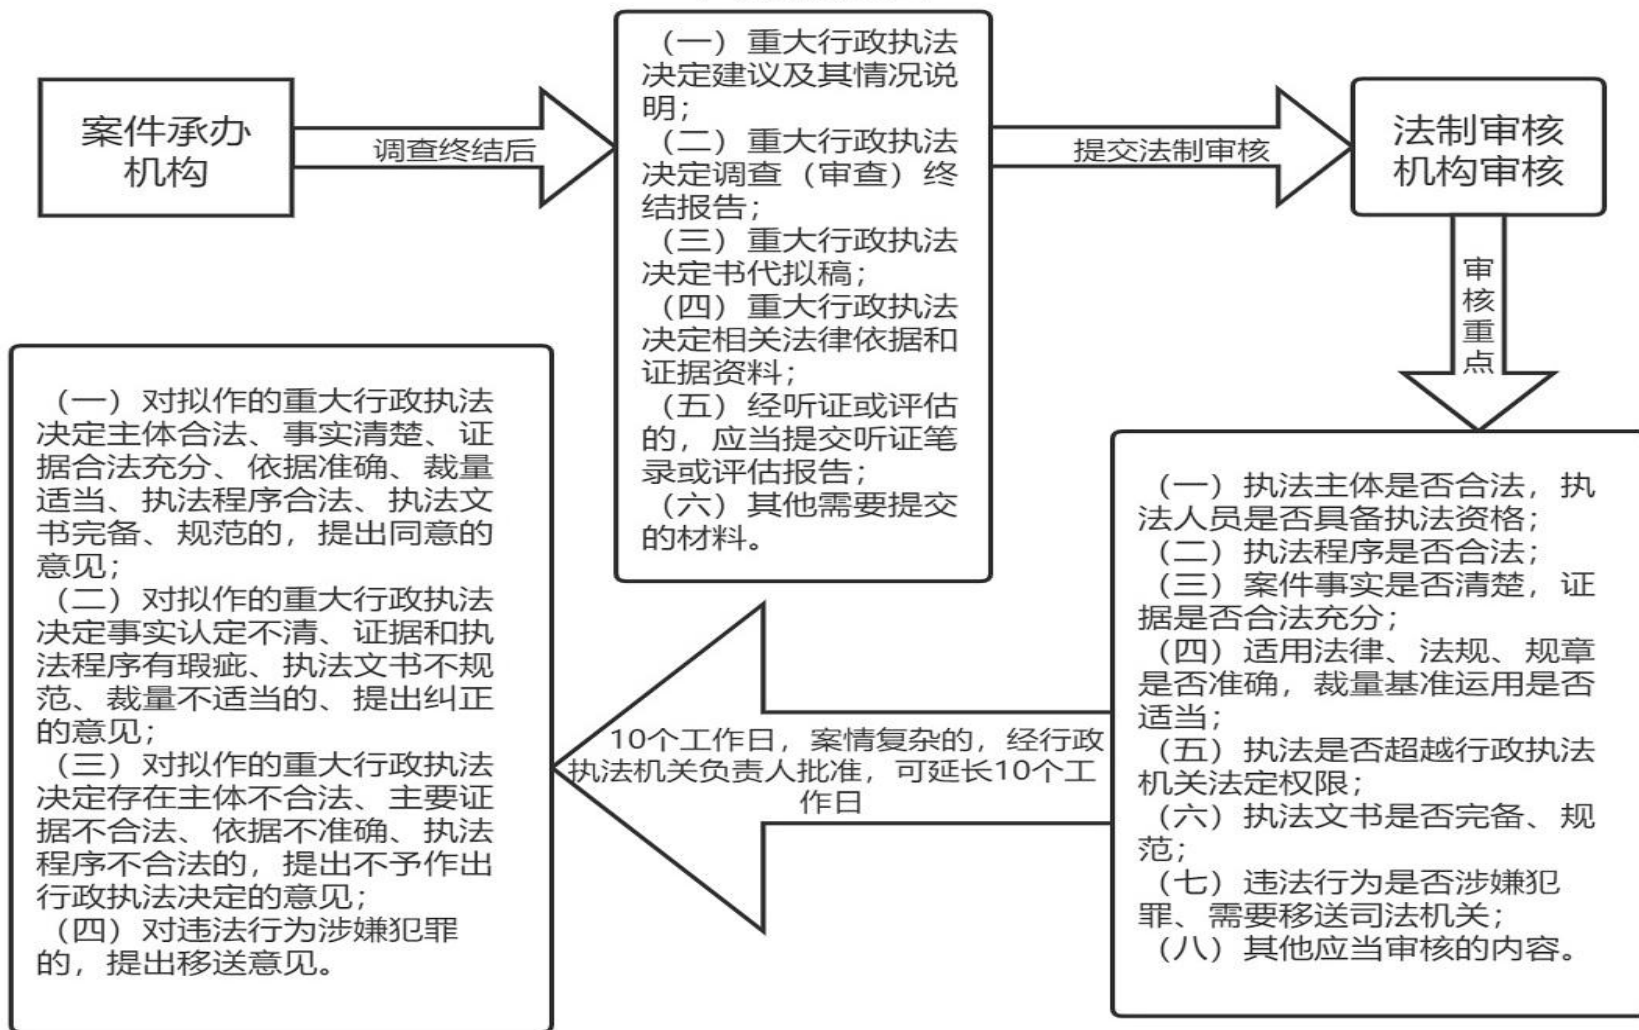 案件承办
机构
调查终结后
（一）重大行政执法
决定建议及其情况说
明；
（二）重大行政执法
决定调查（审查）终
结报告；
（三）重大行政执法
决定书代拟稿；
（四）重大行政执法
决定相关法律依据和
证据资料；
（五）经听证或评估
的，应当提交听证笔
录或评估报告；
（六）其他需要提交
的材料。
提交法制审核
法制审核
机构审核
审
核
重
点
（一）执法主体是否合法，执
法人员是否具备执法资格；
（二）执法程序是否合法；
（三）案件事实是否清楚，证
据是否合法充分；
（四）适用法律、法规、规章
是否准确，裁量基准运用是否
适当；
（五）执法是否超越行政执法
机关法定权限；
（六）执法文书是否完备、规
范；
（七）违法行为是否涉嫌犯
罪、需要移送司法机关；
（八）其他应当审核的内容。
10个工作日，案情复杂的，经行政
执法机关负责人批准，可延长10个工
作日
（一）对拟作的重大行政执法
决定主体合法、事实清楚、证
据合法充分、依据准确、裁量
适当、执法程序合法、执法文
书完备、规范的，提出同意的
意见；
（二）对拟作的重大行政执法
决定事实认定不清、证据和执
法程序有瑕疵、执法文书不规
范、裁量不适当的、提出纠正
的意见；
（三）对拟作的重大行政执法
决定存在主体不合法、主要证
据不合法、依据不准确、执法
程序不合法的，提出不予作出
行政执法决定的意见；
（四）对违法行为涉嫌犯罪
的，提出移送意见。